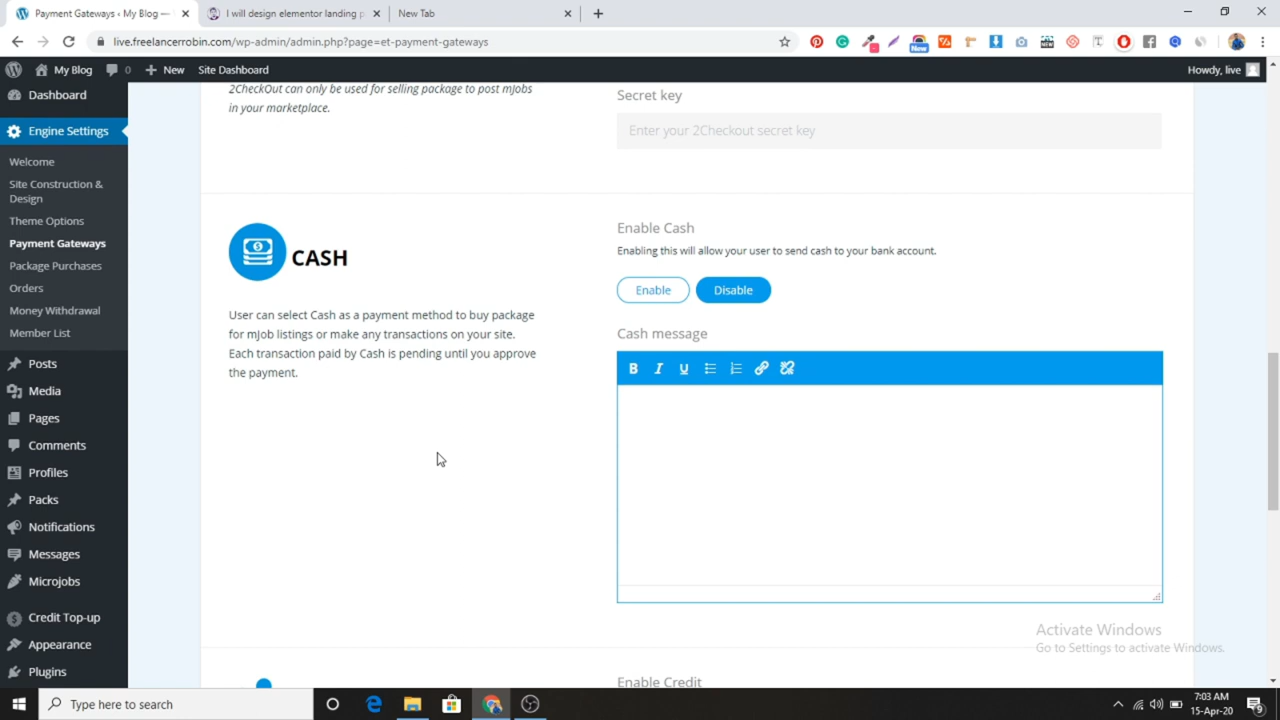 Payment Gateways ‹ My Blog —
I will design elementor landing p
New Tab
live.freelancerrobin.com/wp-admin/admin.php?page=et-payment-gateways
New
NEW
My Blog
0
New
Site Dashboard
Howdy, live
Dashboard
Engine Settings
Welcome
Site Construction &
Design
Theme Options
Payment Gateways
Package Purchases
Orders
Money Withdrawal
Member List
Posts
Media
Pages
Comments
Profiles
Packs
Notifications
Messages
Microjobs
Credit Top-up
Appearance
Plugins
2CheckOut can only be used for selling package to post mJobs
in your marketplace.
Secret key
Enter your 2Checkout secret key
CASH
User can select Cash as a payment method to buy package
for mJob listings or make any transactions on your site.
Each transaction paid by Cash is pending until you approve
the payment.
Enable Cash
Enabling this will allow your user to send cash to your bank account.
Enable
Disable
Cash message
B I U
Enable Credit
Activate Windows
Go to Settings to activate Windows.
Type here to search
7:03 AM
15-Apr-20
9